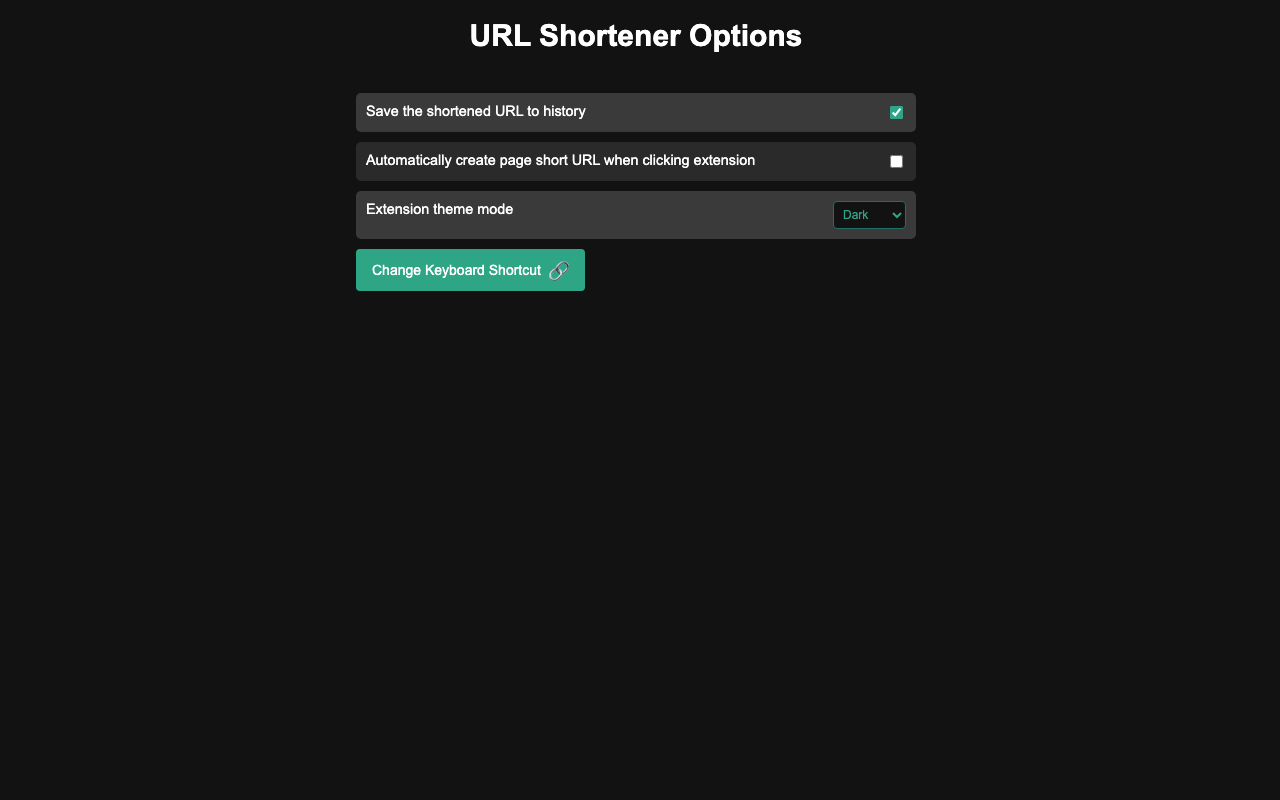 URL Shortener Options
Save the shortened URL to history
Automatically create page short URL when clicking extension
Extension theme mode
Dark
Change Keyboard Shortcut